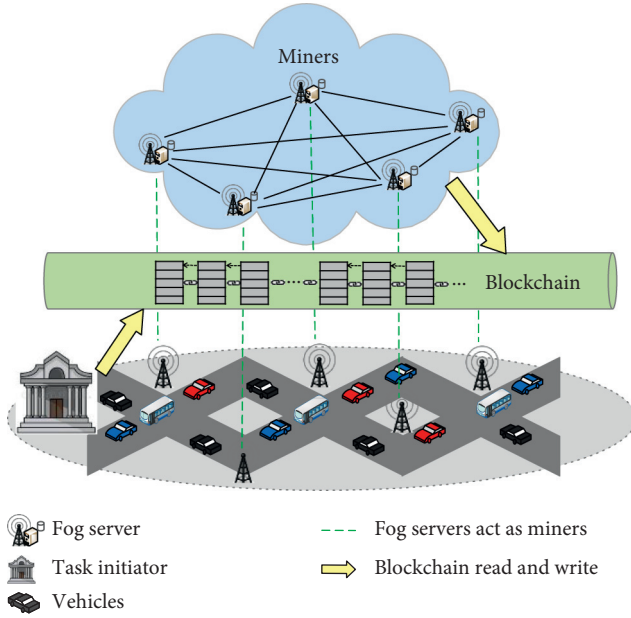 Miners
Blockchain
Fog server
Fog servers act as miners
Task initiator
Blockchain read and write
Vehicles